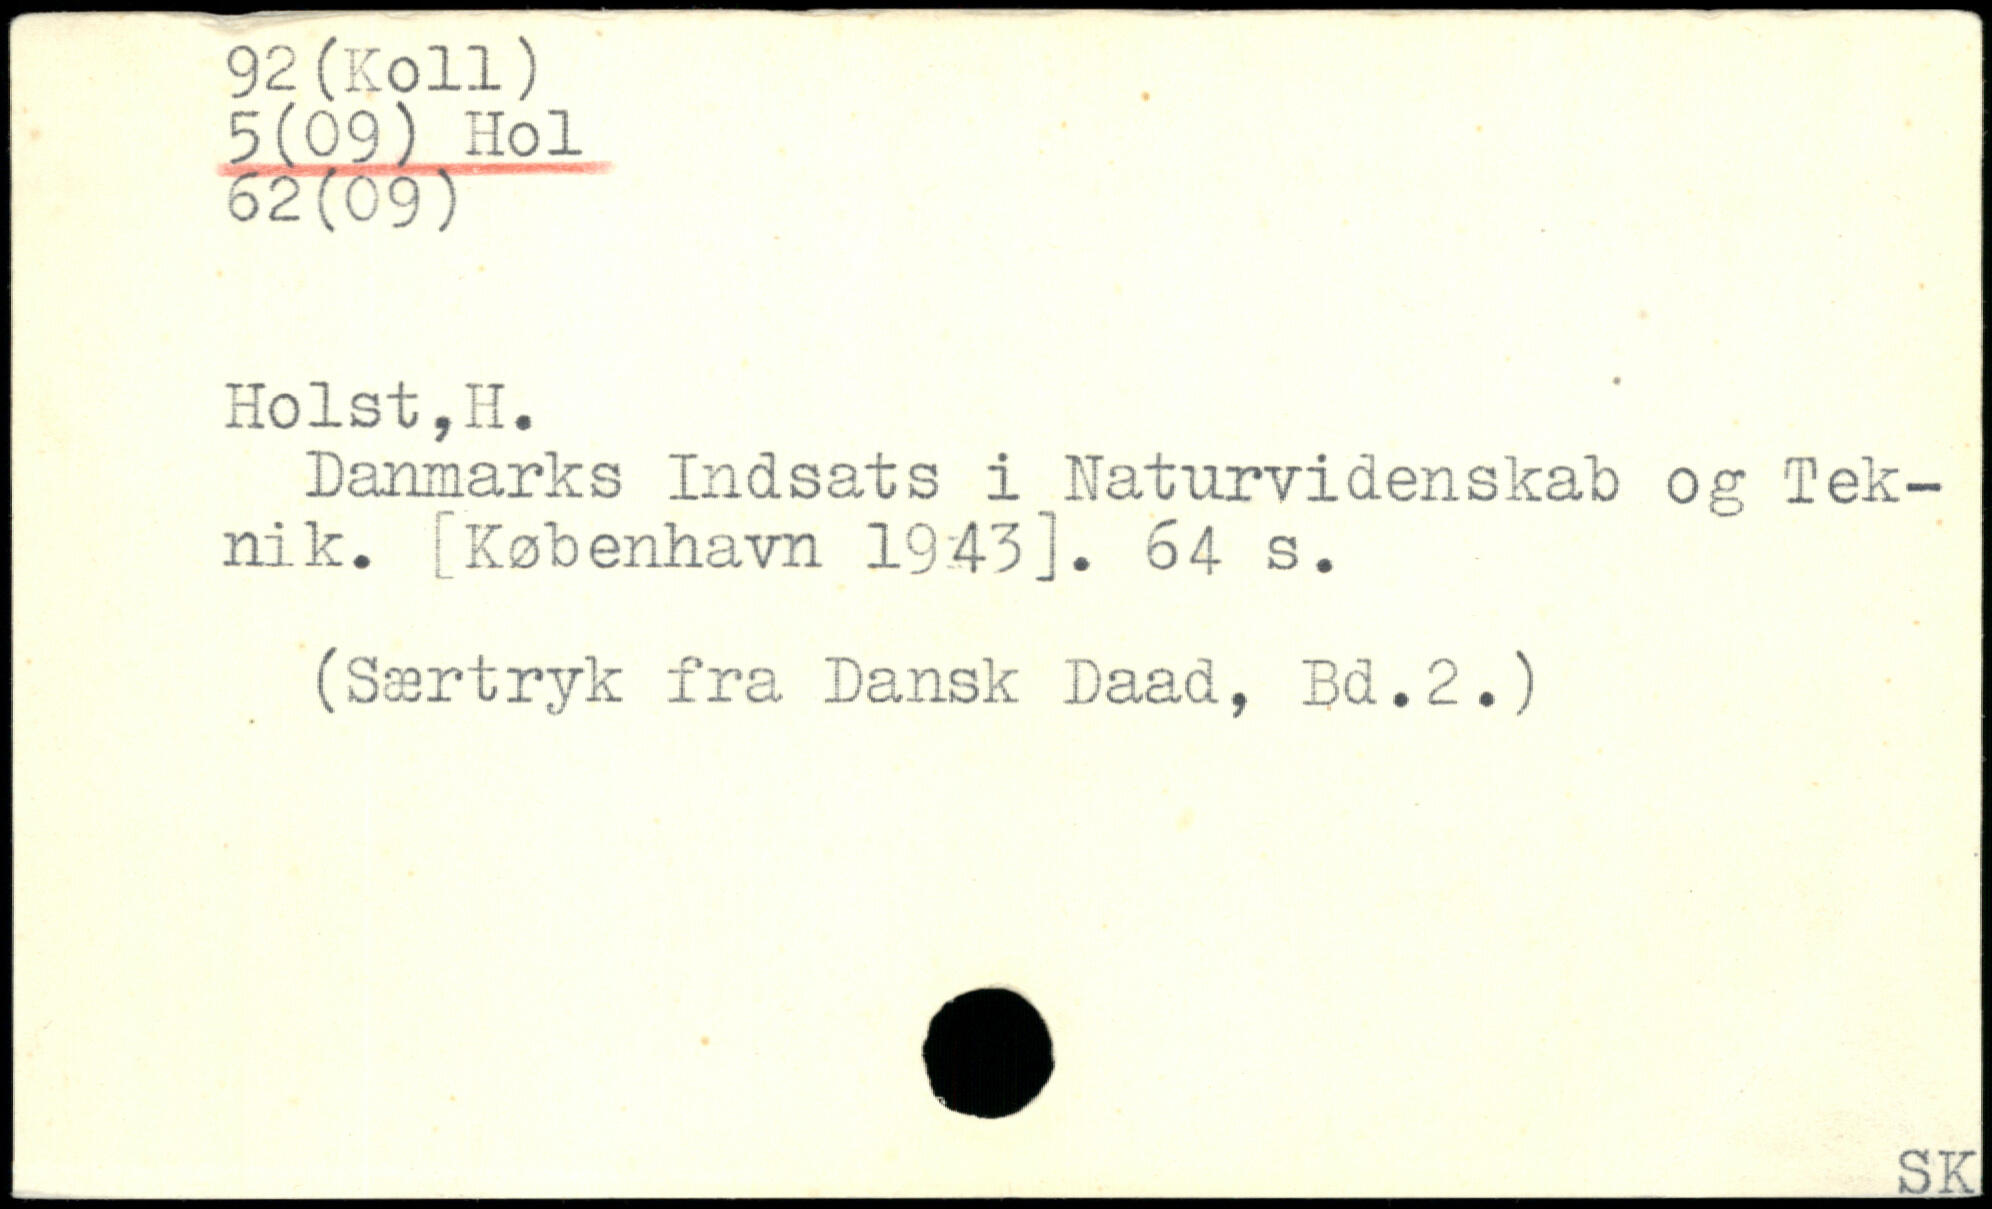 92(Koll)
5(09) Hol
62(09)
Holst,H.
Danmarks Indsats i Naturvidenskab og Tek-
nik. [København 1943]. 64 s.
(Særtryk fra Dansk Daad, Bd.2.)
SK